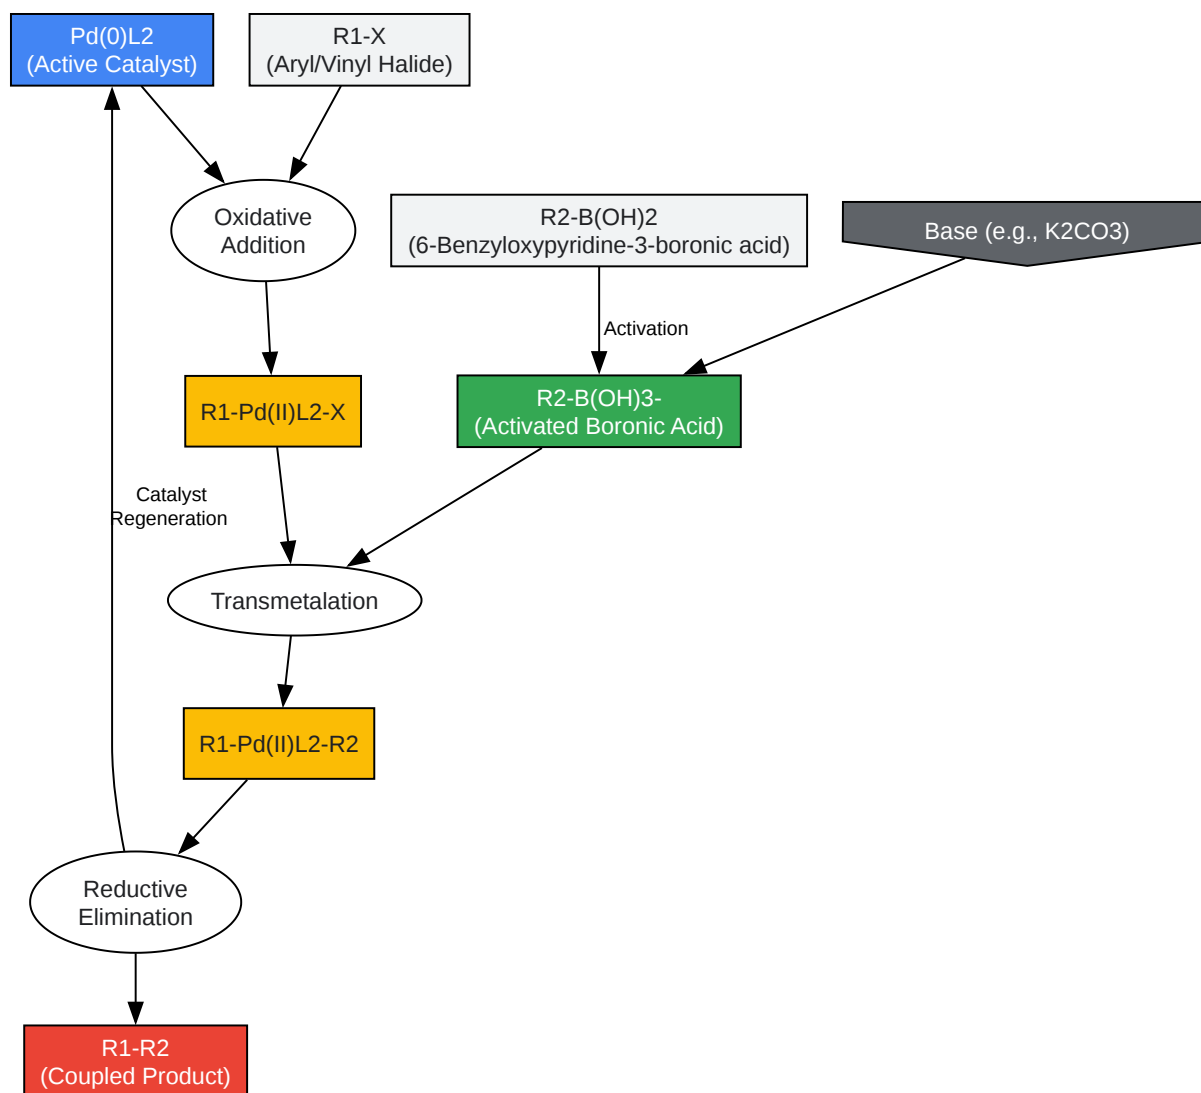 Pd(0)L2
(Active Catalyst)
R1-X
(Aryl/Vinyl Halide)
Oxidative
Addition
R2-B(OH)2
(6-Benzyloxypyridine-3-boronic acid)
Base (e.g., K2CO3)
Activation
R1-Pd(II)L2-X
R2-B(OH)3-
(Activated Boronic Acid)
Catalyst
Regeneration
Transmetalation
R1-Pd(II)L2-R2
Reductive
Elimination
R1-R2
(Coupled Product)